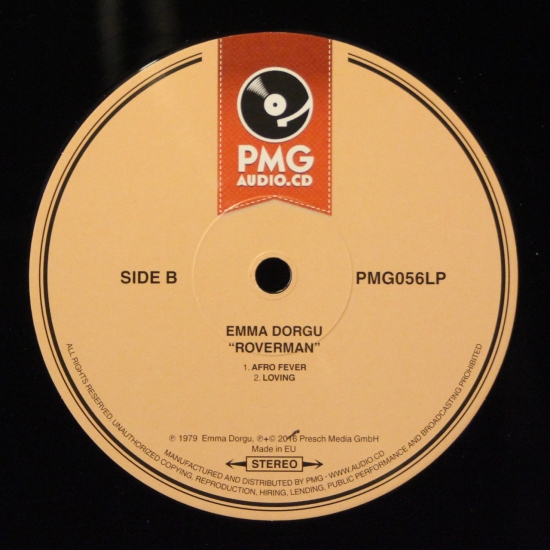 PMG
AUDIO.CD
SIDE B
PMG056LP
EMMA DORGU
“ROVERMAN”
1. AFRO FEVER
2. LOVING
℗ 1979 Emma Dorgu, ℗+© 2016 Presch Media GmbH
Made in EU
STEREO
MANUFACTURED AND DISTRIBUTED BY PMG - WWW.AUDIO.CD
ALL RIGHTS RESERVED. UNAUTHORIZED COPYING, REPRODUCTION, HIRING, LENDING, PUBLIC PERFORMANCE AND BROADCASTING PROHIBITED